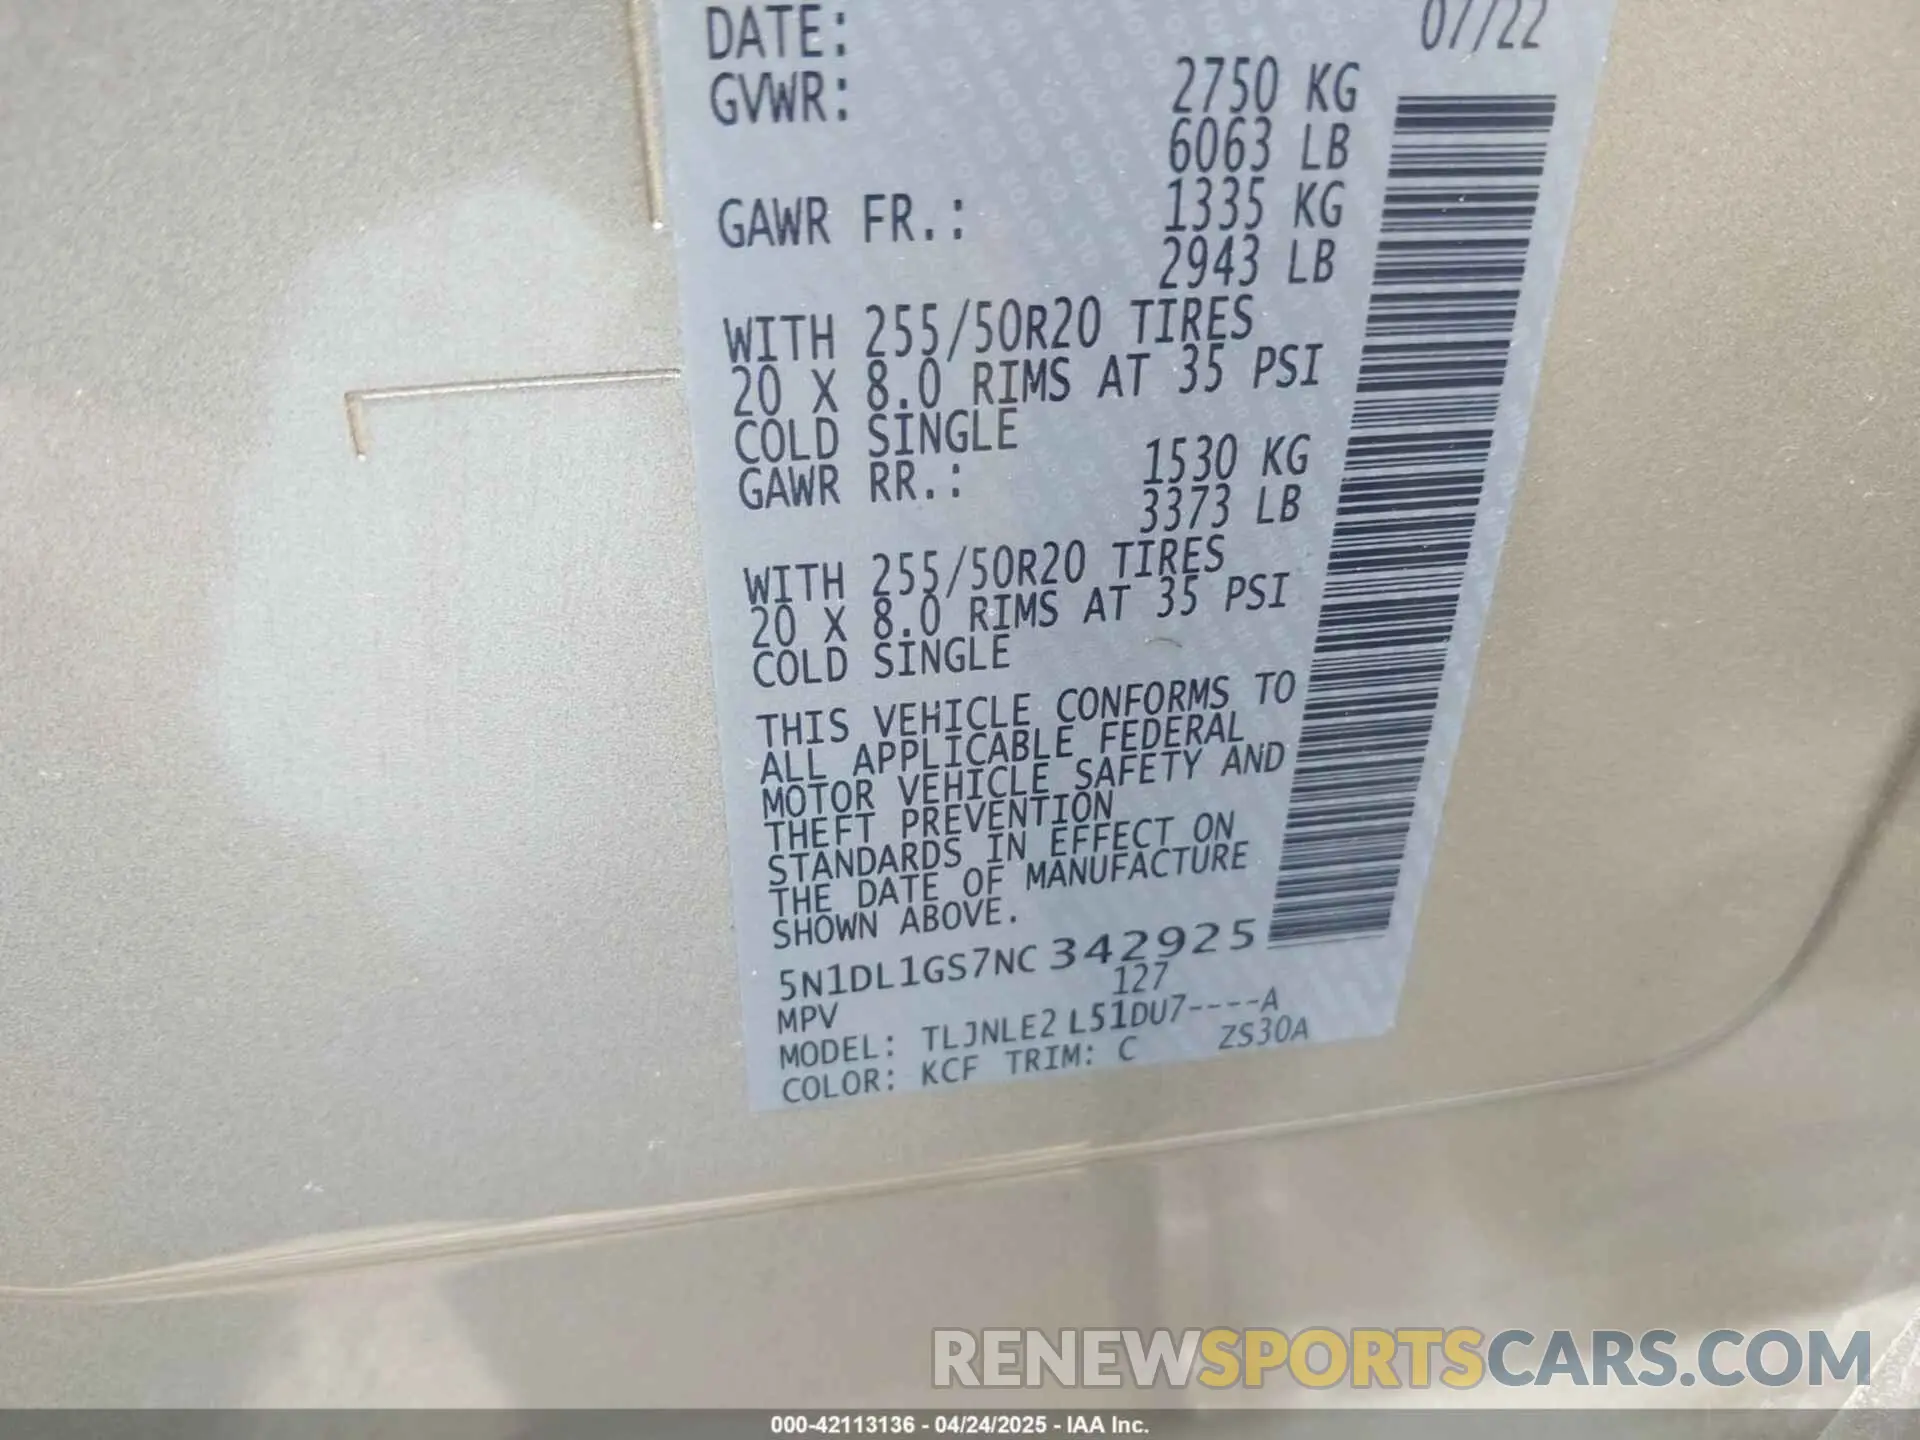 DATE: 07/22
GVWR: 2750 KG
6063 LB
GAWR FR.: 1335 KG
2943 LB
WITH 255/50R20 TIRES
20 X 8.0 RIMS AT 35 PSI
COLD SINGLE
GAWR RR.: 1530 KG
3373 LB
WITH 255/50R20 TIRES
20 X 8.0 RIMS AT 35 PSI
COLD SINGLE
THIS VEHICLE CONFORMS TO
ALL APPLICABLE FEDERAL
MOTOR VEHICLE SAFETY AND
THEFT PREVENTION
STANDARDS IN EFFECT ON
THE DATE OF MANUFACTURE
SHOWN ABOVE.
5N1DL1GS7NC342925
MPV 127
MODEL: TLJNLE2 L51DU7----A
COLOR: KCF TRIM: C ZS30A
RENEWSPORTSCARS.COM
000-42113136 - 04/24/2025 - IAA Inc.